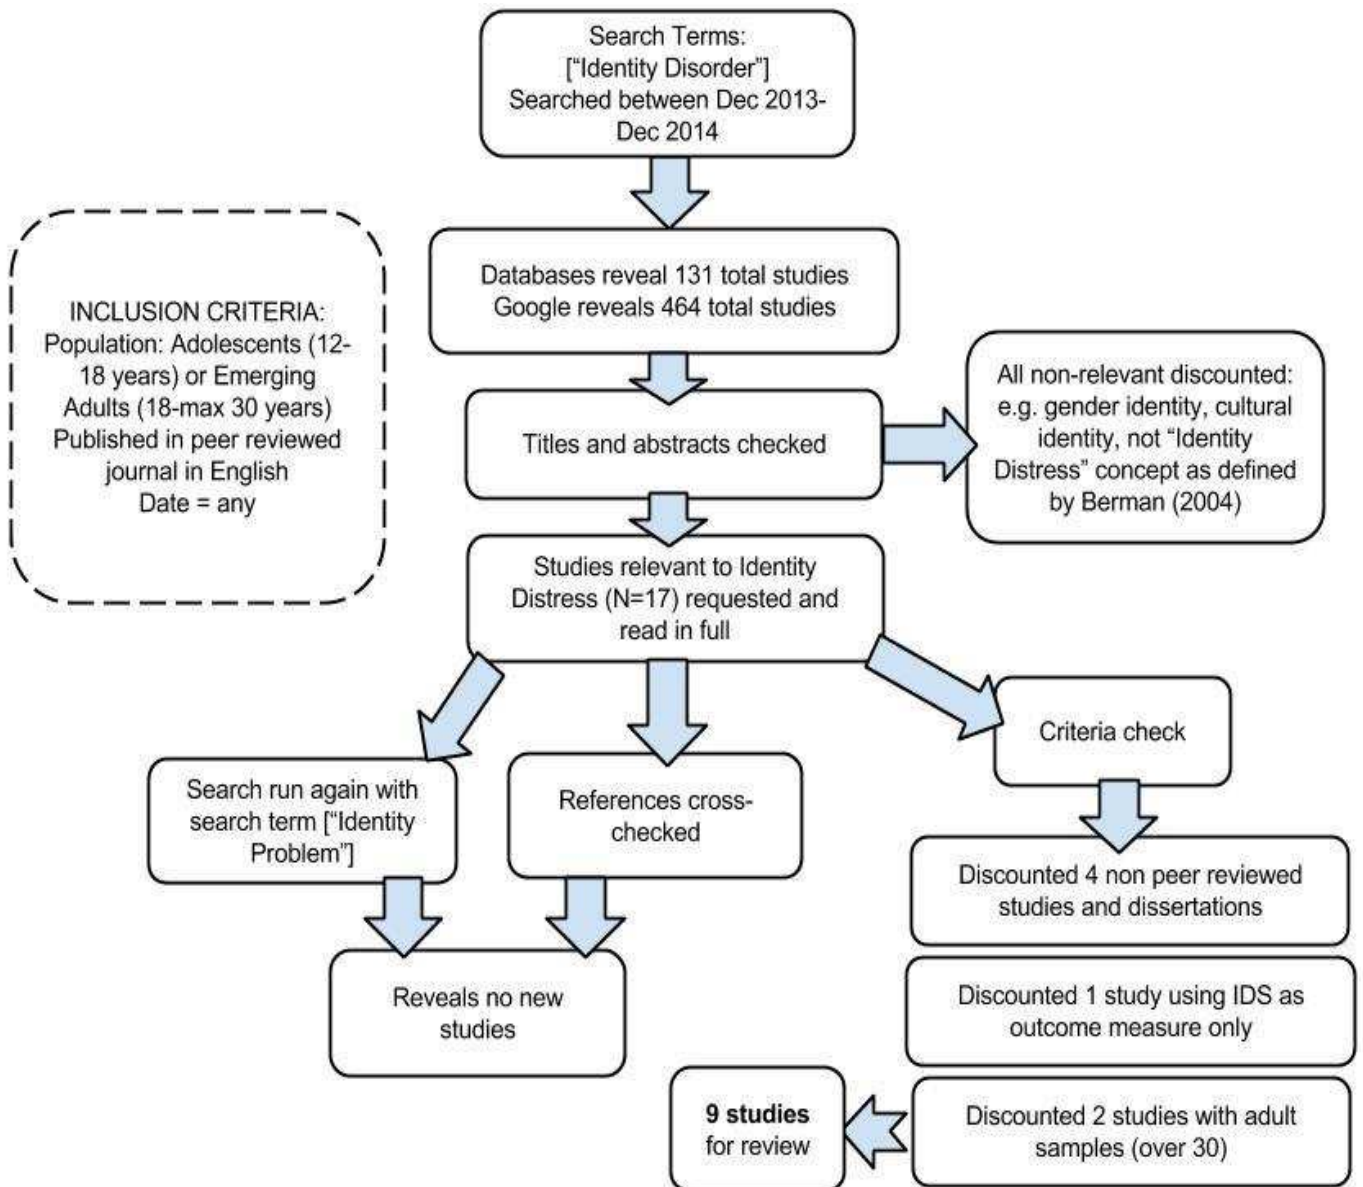 Search Terms:
[“Identity Disorder”]
Searched between Dec 2013-
Dec 2014
Databases reveal 131 total studies
Google reveals 464 total studies
INCLUSION CRITERIA:
Population: Adolescents (12-
18 years) or Emerging
Adults (18-max 30 years)
Published in peer reviewed
journal in English
Date = any
Titles and abstracts checked
All non-relevant discounted:
e.g. gender identity, cultural
identity, not “Identity
Distress” concept as defined
by Berman (2004)
Studies relevant to Identity
Distress (N=17) requested and
read in full
Search run again with
search term [“Identity
Problem”]
References cross-
checked
Criteria check
Reveals no new
studies
Discounted 4 non peer reviewed
studies and dissertations
Discounted 1 study using IDS as
outcome measure only
Discounted 2 studies with adult
samples (over 30)
9 studies
for review